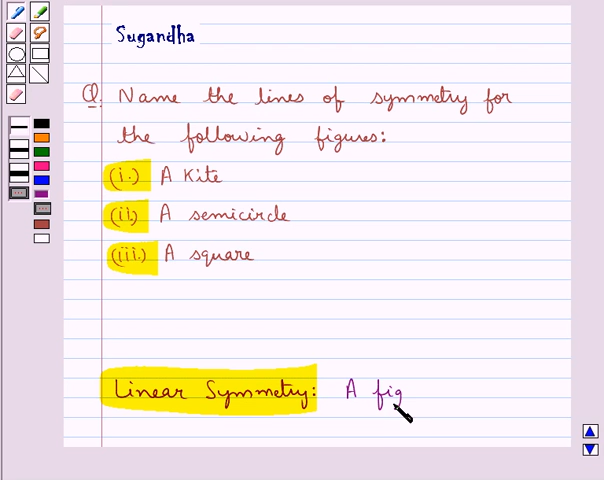 Sugandha
Q. Name the lines of symmetry for
the following figures:
(i.) A kite
(ii) A semicircle
(iii.) A square
Linear Symmetry: A fig